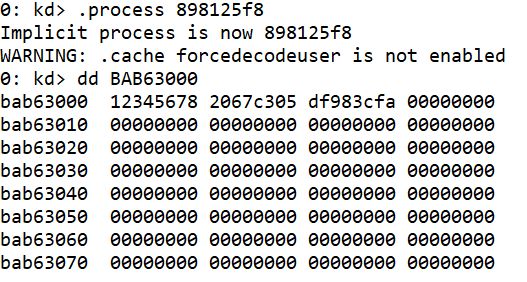 0: kd> .process 898125f8
Implicit process is now 898125f8
WARNING: .cache forcedecodeuser is not enabled
0: kd> dd BAB63000
bab63000  12345678 2067c305 df983cfa 00000000
bab63010  00000000 00000000 00000000 00000000
bab63020  00000000 00000000 00000000 00000000
bab63030  00000000 00000000 00000000 00000000
bab63040  00000000 00000000 00000000 00000000
bab63050  00000000 00000000 00000000 00000000
bab63060  00000000 00000000 00000000 00000000
bab63070  00000000 00000000 00000000 00000000